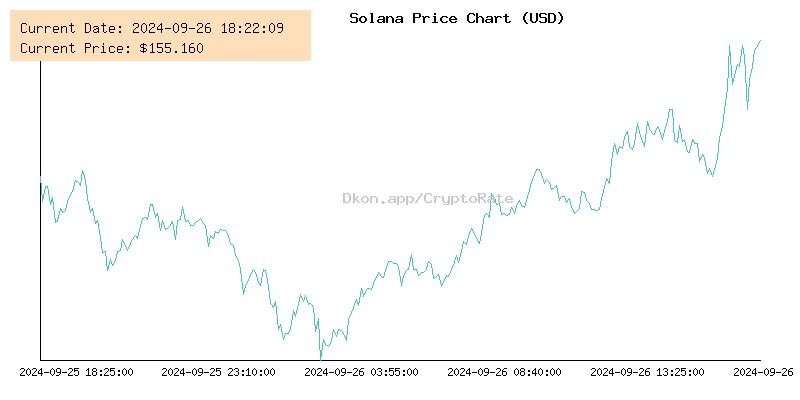 Solana Price Chart (USD)
Current Date: 2024-09-26 18:22:09
Current Price: $155.160
Dkon.app/CryptoRate
2024-09-25 18:25:00 2024-09-25 23:10:00 2024-09-26 03:55:00 2024-09-26 08:40:00 2024-09-26 13:25:00 2024-09-26